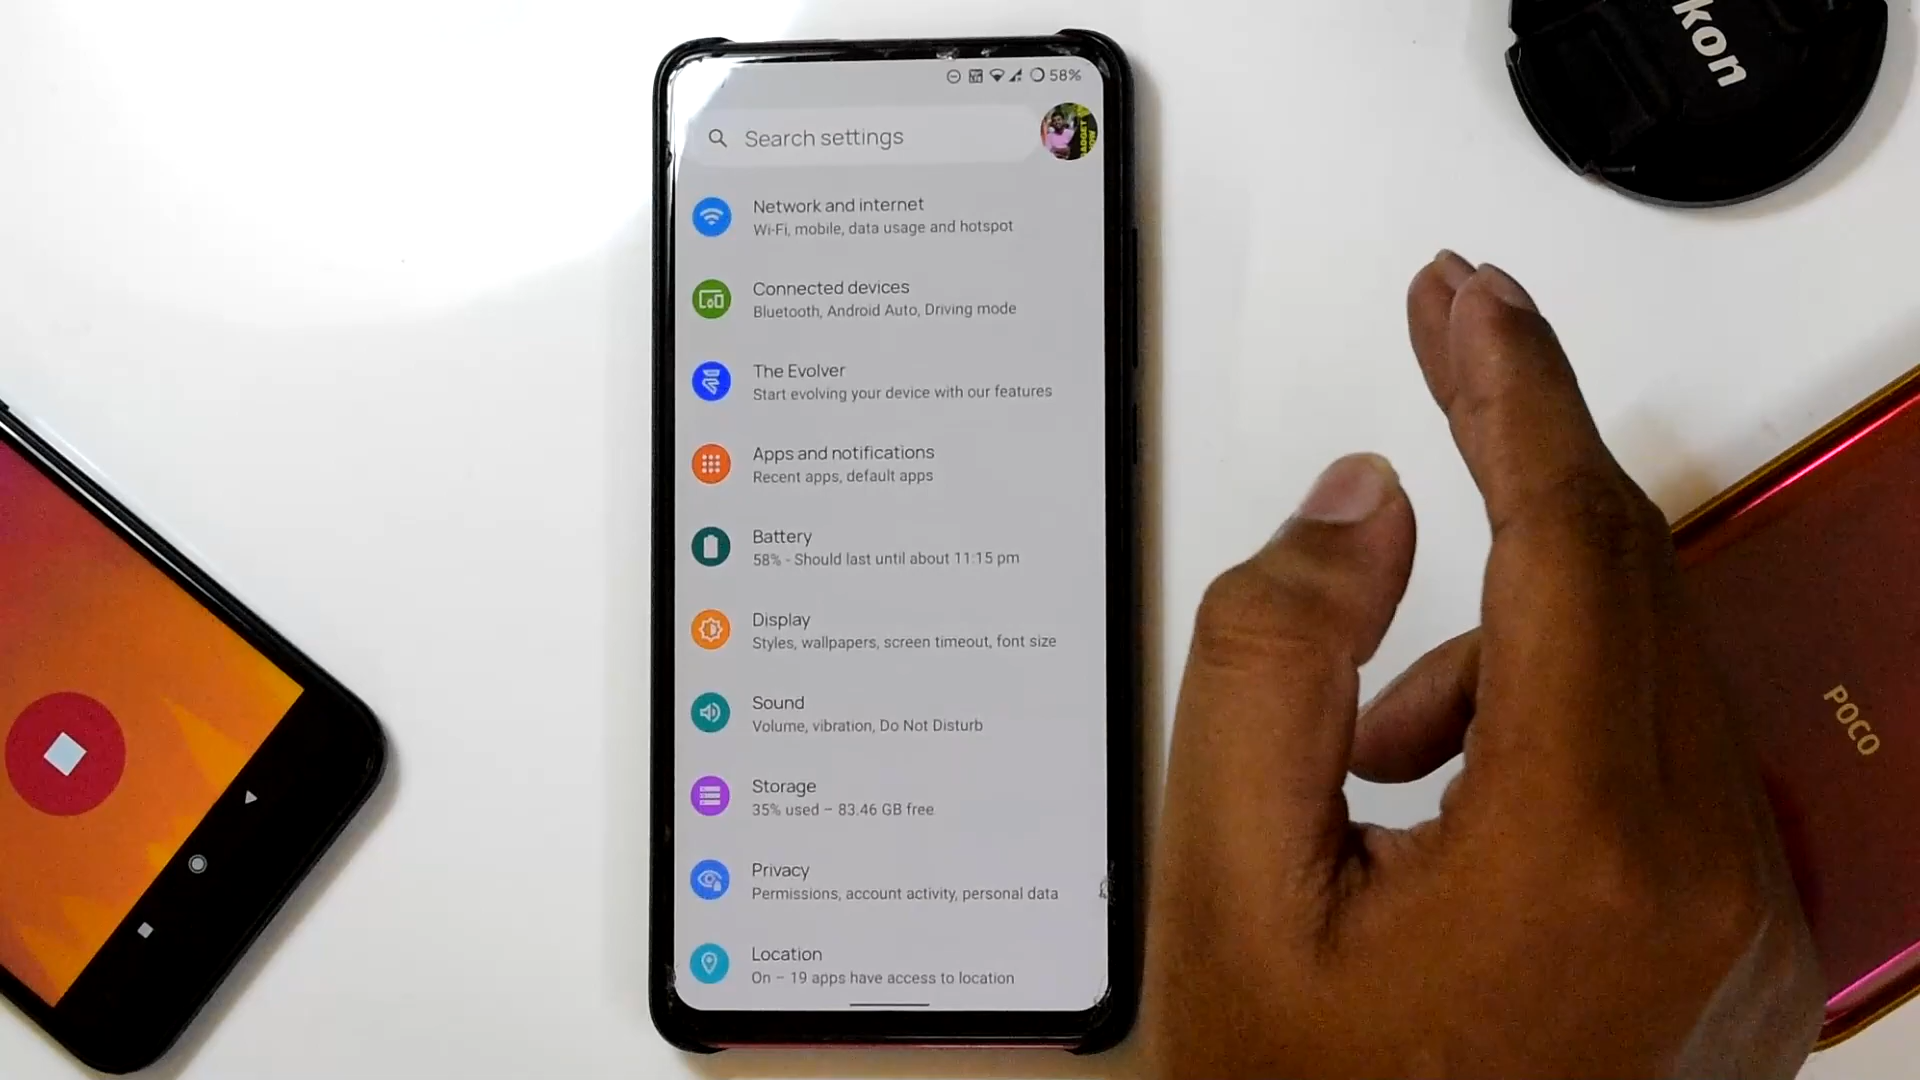 58%
Search settings
Network and internet
Wi-Fi, mobile, data usage and hotspot
Connected devices
Bluetooth, Android Auto, Driving mode
The Evolver
Start evolving your device with our features
Apps and notifications
Recent apps, default apps
Battery
58% - Should last until about 11:15 pm
Display
Styles, wallpapers, screen timeout, font size
Sound
Volume, vibration, Do Not Disturb
Storage
35% used – 83.46 GB free
Privacy
Permissions, account activity, personal data
Location
On – 19 apps have access to location
kon
POCO